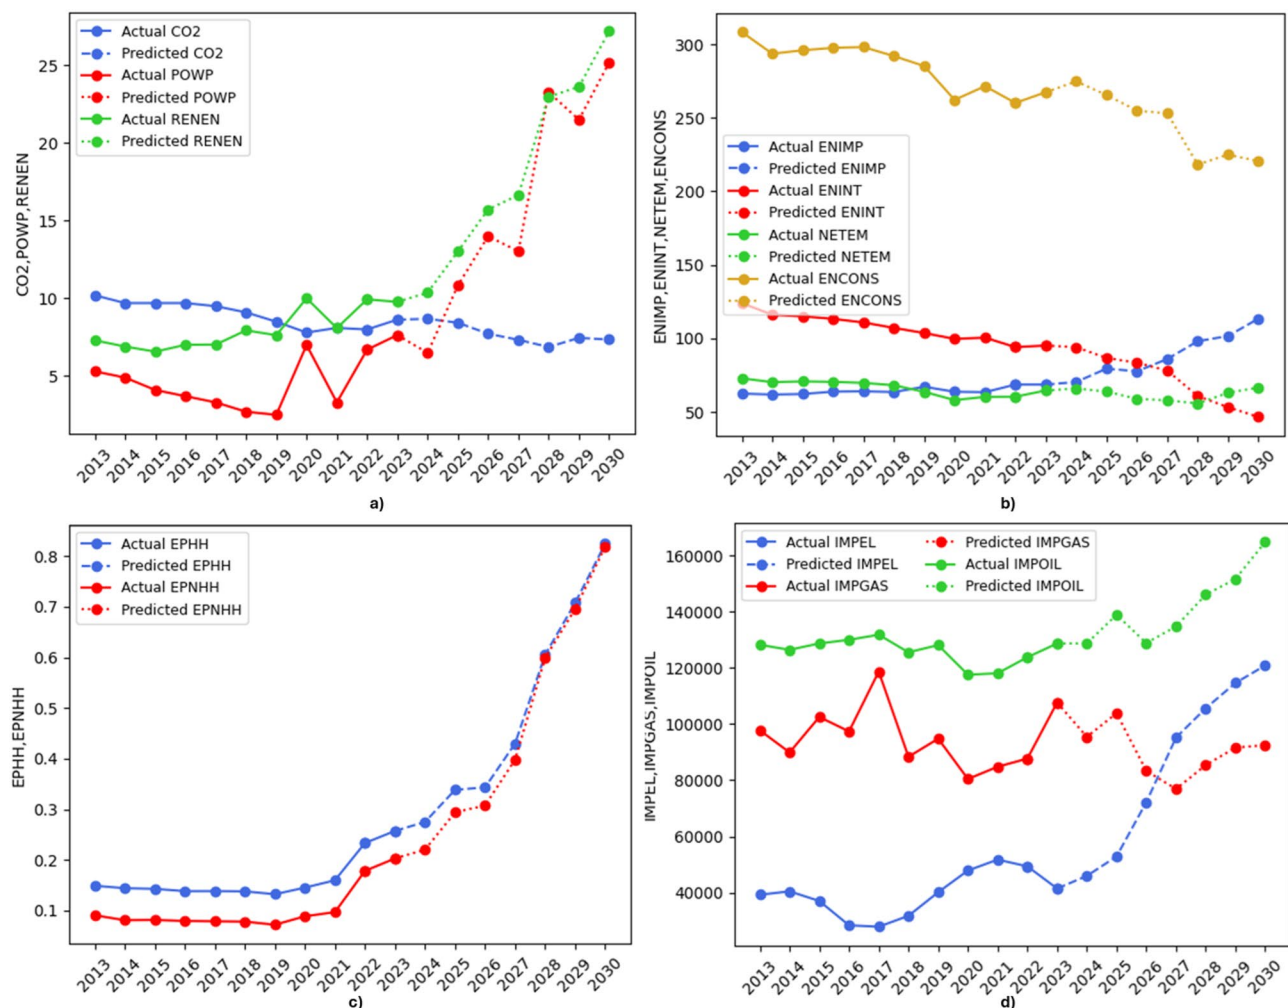 Actual CO2
Predicted CO2
Actual POWP
Predicted POWP
Actual RENEN
Predicted RENEN
CO2,POWP,RENEN
25
20
15
10
5
2013 2014 2015 2016 2017 2018 2019 2020 2021 2022 2023 2024 2025 2026 2027 2028 2029 2030
a)
300
250
200
150
100
50
Actual ENIMP
Predicted ENIMP
Actual ENINT
Predicted ENINT
Actual NETEM
Predicted NETEM
Actual ENCONS
Predicted ENCONS
ENIMP,ENINT,NETEM,ENCONS
2013 2014 2015 2016 2017 2018 2019 2020 2021 2022 2023 2024 2025 2026 2027 2028 2029 2030
b)
Actual EPHH
Predicted EPHH
Actual EPNHH
Predicted EPNHH
EPHH,EPNHH
0.8
0.7
0.6
0.5
0.4
0.3
0.2
0.1
2013 2014 2015 2016 2017 2018 2019 2020 2021 2022 2023 2024 2025 2026 2027 2028 2029 2030
c)
Actual IMPEL
Predicted IMPEL
Actual IMPGAS
Predicted IMPGAS
Actual IMPOIL
Predicted IMPOIL
IMPEL,IMPGAS,IMPOIL
160000
140000
120000
100000
80000
60000
40000
2013 2014 2015 2016 2017 2018 2019 2020 2021 2022 2023 2024 2025 2026 2027 2028 2029 2030
d)